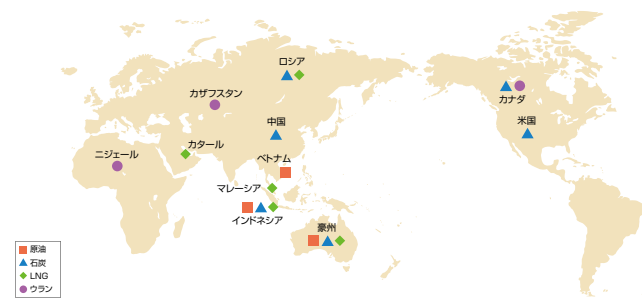 ロシア
カザフスタン
カナダ
中国
米国
カタール
ニジェール
ベトナム
マレーシア
インドネシア
豪州
原油
石炭
LNG
ウラン